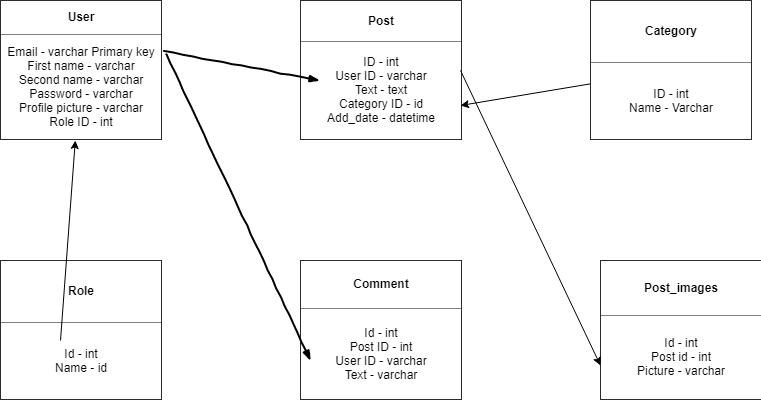 User
Email - varchar Primary key
First name - varchar
Second name - varchar
Password - varchar
Profile picture - varchar
Role ID - int
Post
ID - int
User ID - varchar
Text - text
Category ID - id
Add_date - datetime
Category
ID - int
Name - Varchar
Role
Id - int
Name - id
Comment
Id - int
Post ID - int
User ID - varchar
Text - varchar
Post_images
Id - int
Post id - int
Picture - varchar